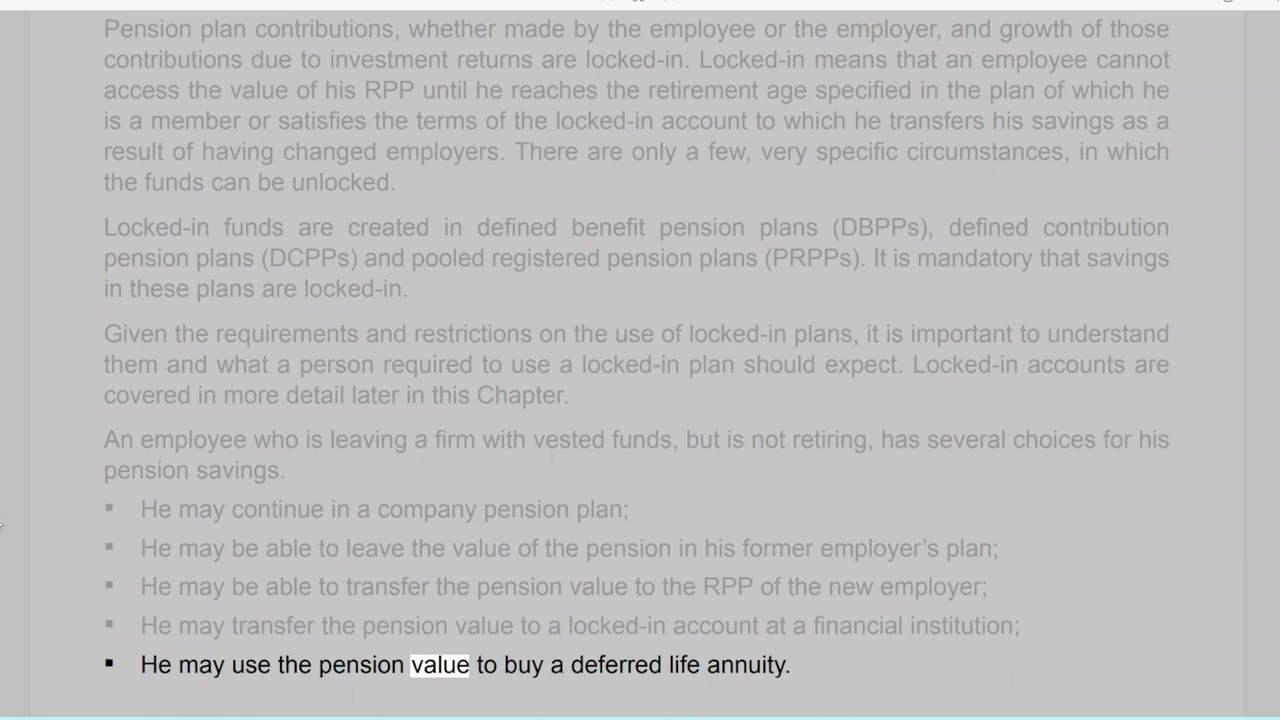 Pension plan contributions, whether made by the employee or the employer, and growth of those
contributions due to investment returns are locked-in. Locked-in means that an employee cannot
access the value of his RPP until he reaches the retirement age specified in the plan of which he
is a member or satisfies the terms of the locked-in account to which he transfers his savings as a
result of having changed employers. There are only a few, very specific circumstances, in which
the funds can be unlocked.
Locked-in funds are created in defined benefit pension plans (DBPPs), defined contribution
pension plans (DCPPs) and pooled registered pension plans (PRPPs). It is mandatory that savings
in these plans are locked-in.
Given the requirements and restrictions on the use of locked-in plans, it is important to understand
them and what a person required to use a locked-in plan should expect. Locked-in accounts are
covered in more detail later in this Chapter.
An employee who is leaving a firm with vested funds, but is not retiring, has several choices for his
pension savings.
▪ He may continue in a company pension plan;
▪ He may be able to leave the value of the pension in his former employer’s plan;
▪ He may be able to transfer the pension value to the RPP of the new employer;
▪ He may transfer the pension value to a locked-in account at a financial institution;
▪ He may use the pension value to buy a deferred life annuity.